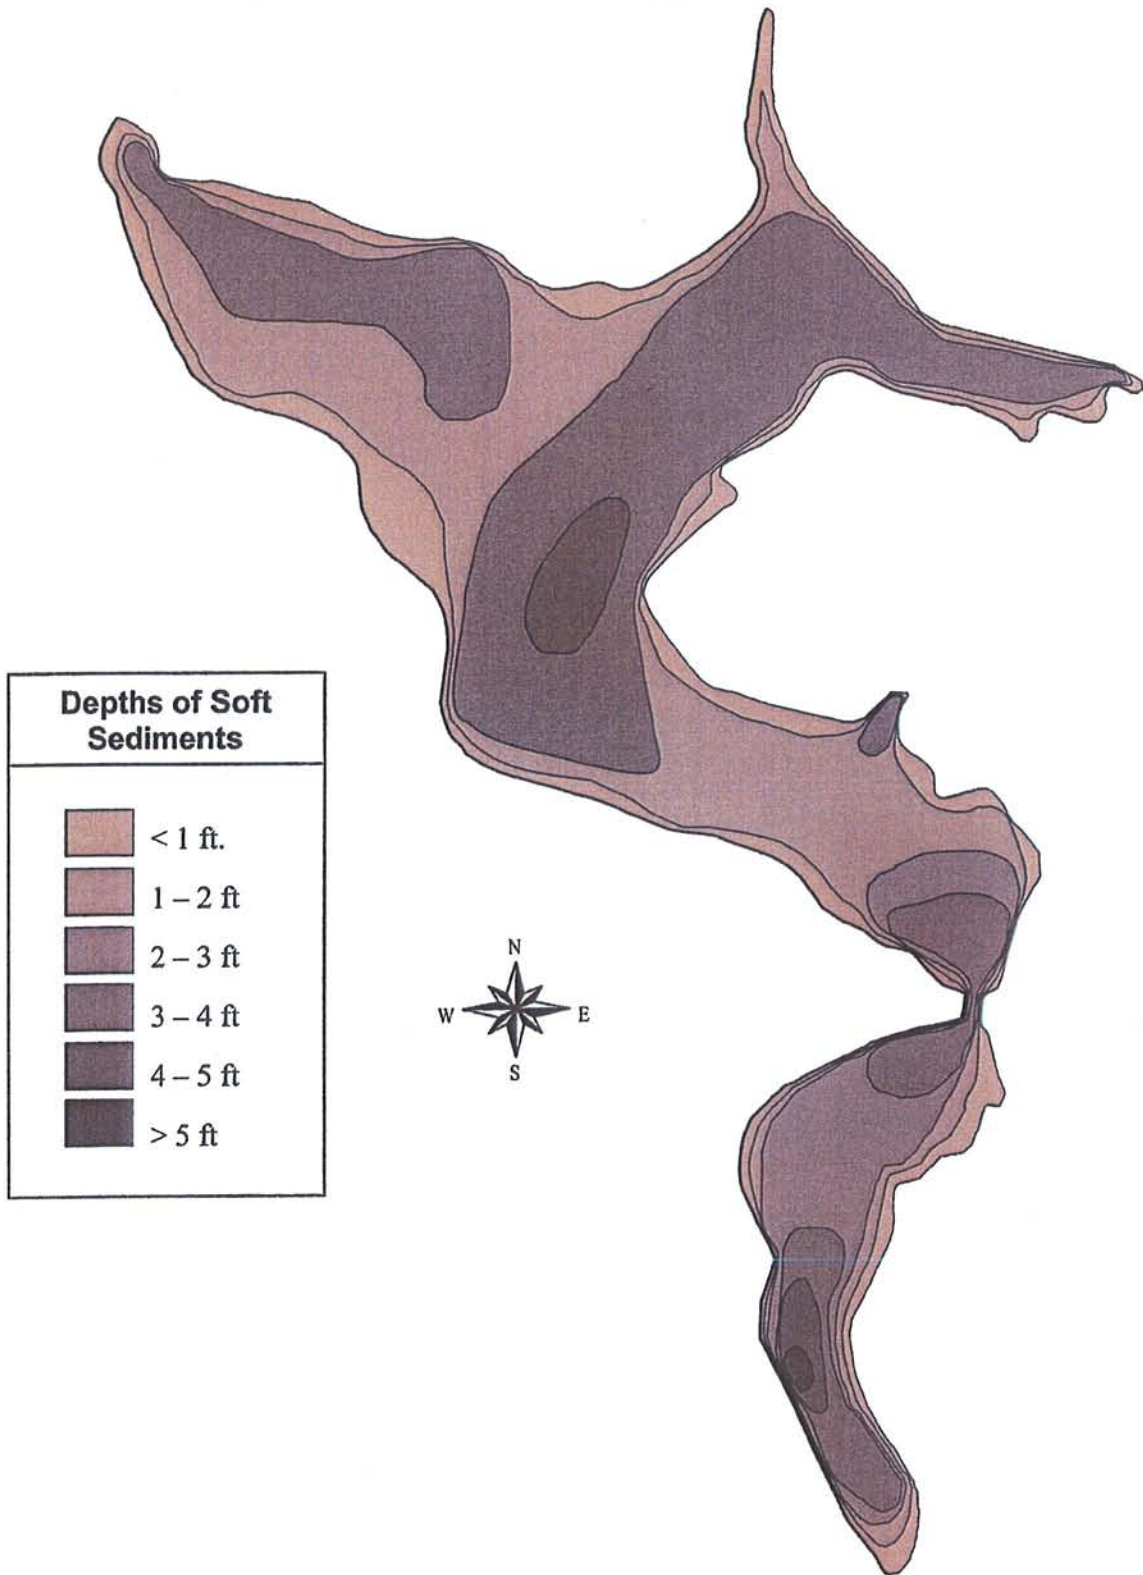 Depths of Soft
Sediments
< 1 ft.
1 – 2 ft
2 – 3 ft
3 – 4 ft
4 – 5 ft
> 5 ft
N
W E
S